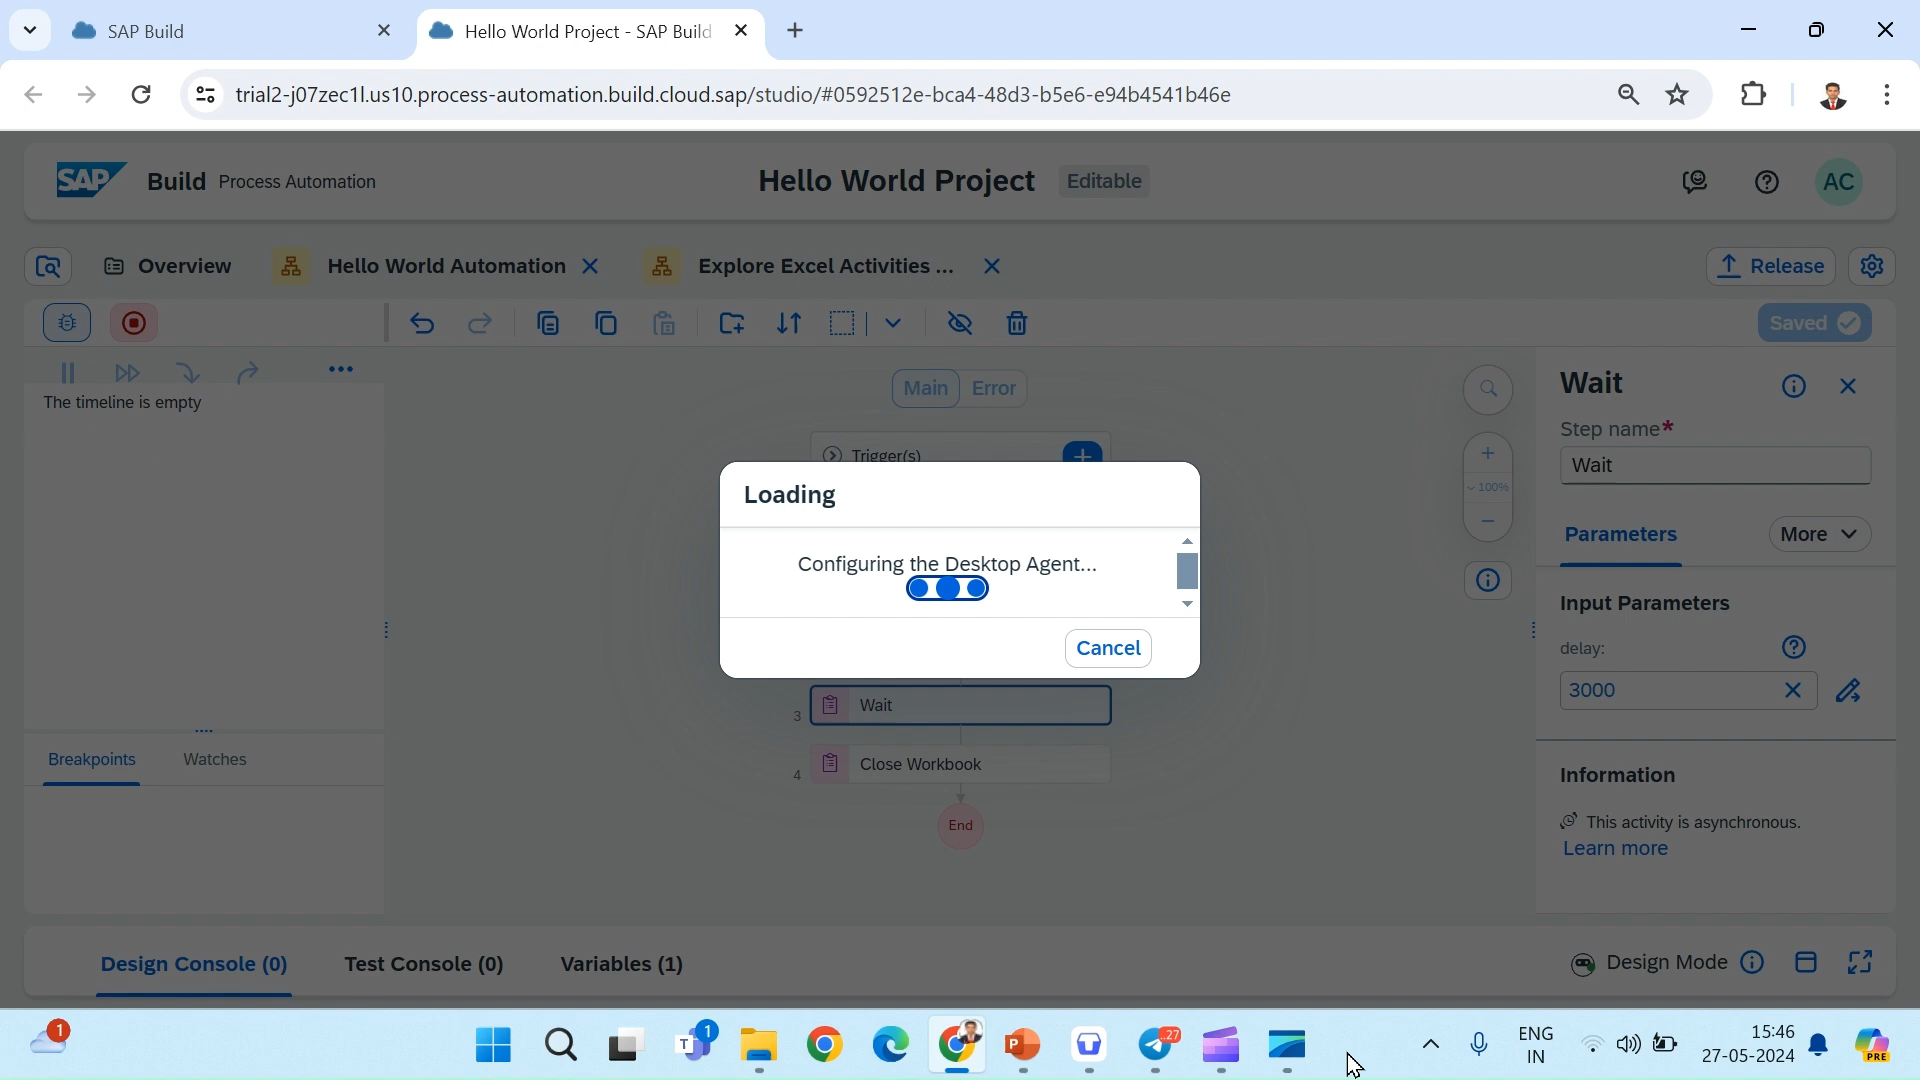 SAP Build
Hello World Project - SAP Build
trial2-j07zec1l.us10.process-automation.build.cloud.sap/studio/#0592512e-bca4-48d3-b5e6-e94b4541b46e
SAP Build Process Automation
Hello World Project Editable
AC
Overview
Hello World Automation
Explore Excel Activities ...
Release
Saved
The timeline is empty
Main Error
Trigger(s)
Loading
Configuring the Desktop Agent...
Cancel
3 Wait
4 Close Workbook
End
100%
Wait
Step name*
Wait
Parameters More
Input Parameters
delay:
3000
Information
This activity is asynchronous.
Learn more
Breakpoints Watches
Design Console (0) Test Console (0) Variables (1)
Design Mode
1
1
..27
ENG
IN
15:46
27-05-2024
PRE